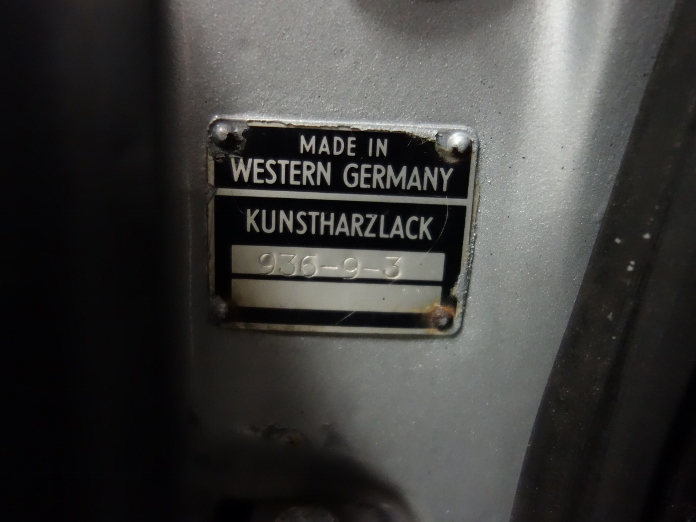 MADE IN
WESTERN GERMANY
KUNSTHARZLACK
936-9-3